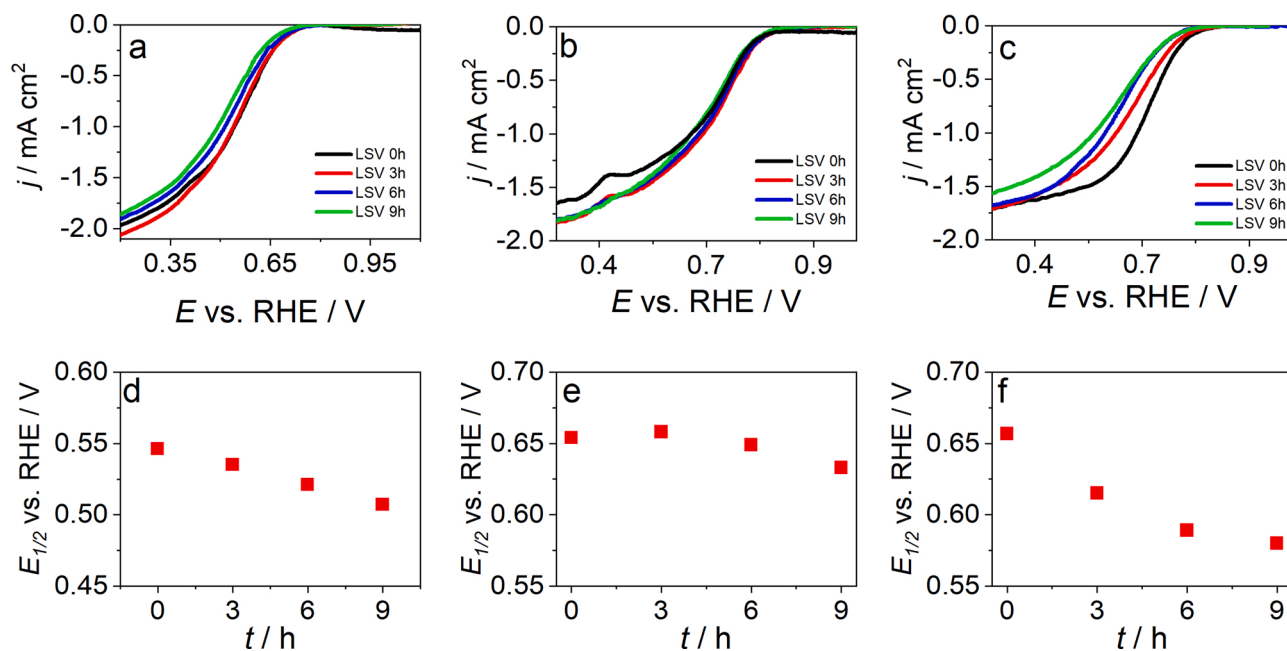 a
j / mA cm²
0.0
-0.5
-1.0
-1.5
-2.0
LSV 0h
LSV 3h
LSV 6h
LSV 9h
0.35 0.65 0.95
E vs. RHE / V
b
j / mA cm²
0.0
-0.5
-1.0
-1.5
-2.0
LSV 0h
LSV 3h
LSV 6h
LSV 9h
0.4 0.7 0.9
E vs. RHE / V
c
j / mA cm²
0.0
-0.5
-1.0
-1.5
-2.0
LSV 0h
LSV 3h
LSV 6h
LSV 9h
0.4 0.7 0.9
E vs. RHE / V
d
E1/2 vs. RHE / V
0.60
0.55
0.50
0.45
0 3 6 9
t / h
e
E1/2 vs. RHE / V
0.70
0.65
0.60
0.55
0 3 6 9
t / h
f
E1/2 vs. RHE / V
0.70
0.65
0.60
0.55
0 3 6 9
t / h